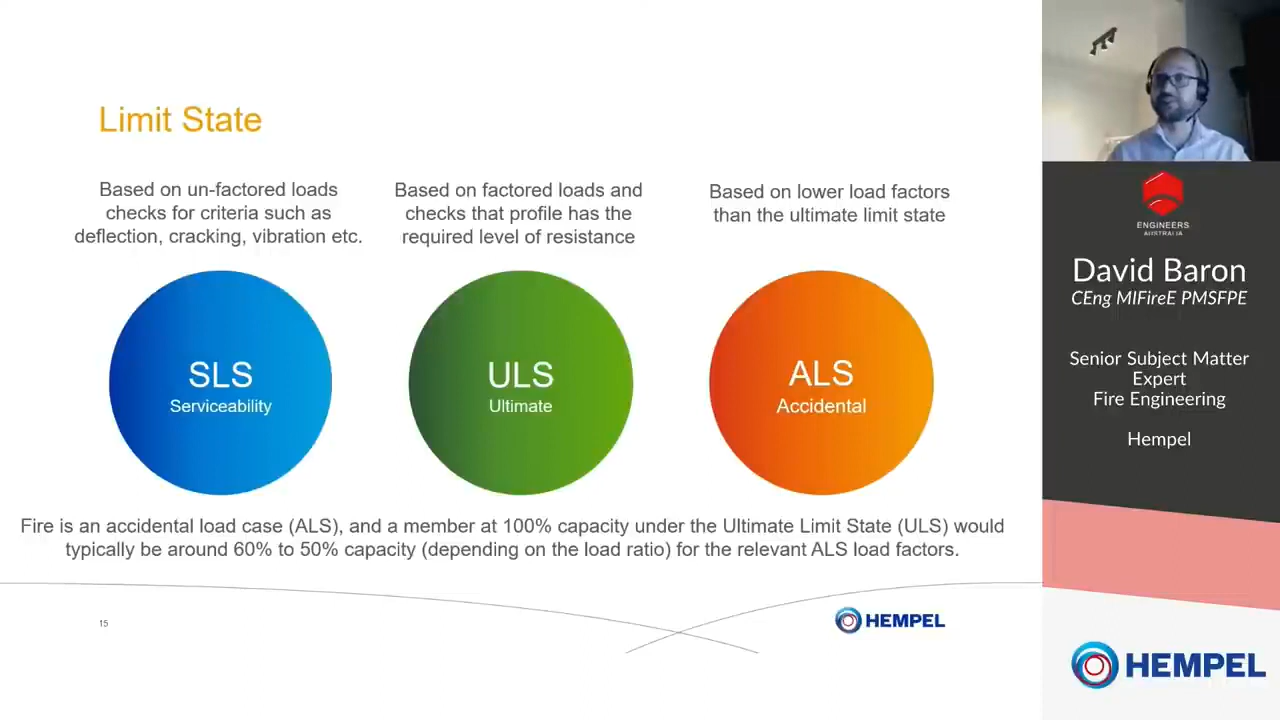 Limit State
Based on un-factored loads
checks for criteria such as
deflection, cracking, vibration etc.
Based on factored loads and
checks that profile has the
required level of resistance
Based on lower load factors
than the ultimate limit state
SLS
Serviceability
ULS
Ultimate
ALS
Accidental
Fire is an accidental load case (ALS), and a member at 100% capacity under the Ultimate Limit State (ULS) would
typically be around 60% to 50% capacity (depending on the load ratio) for the relevant ALS load factors.
15
HEMPEL
ENGINEERS
AUSTRALIA
David Baron
CEng MIFireE PMSFPE
Senior Subject Matter
Expert
Fire Engineering
Hempel
HEMPEL